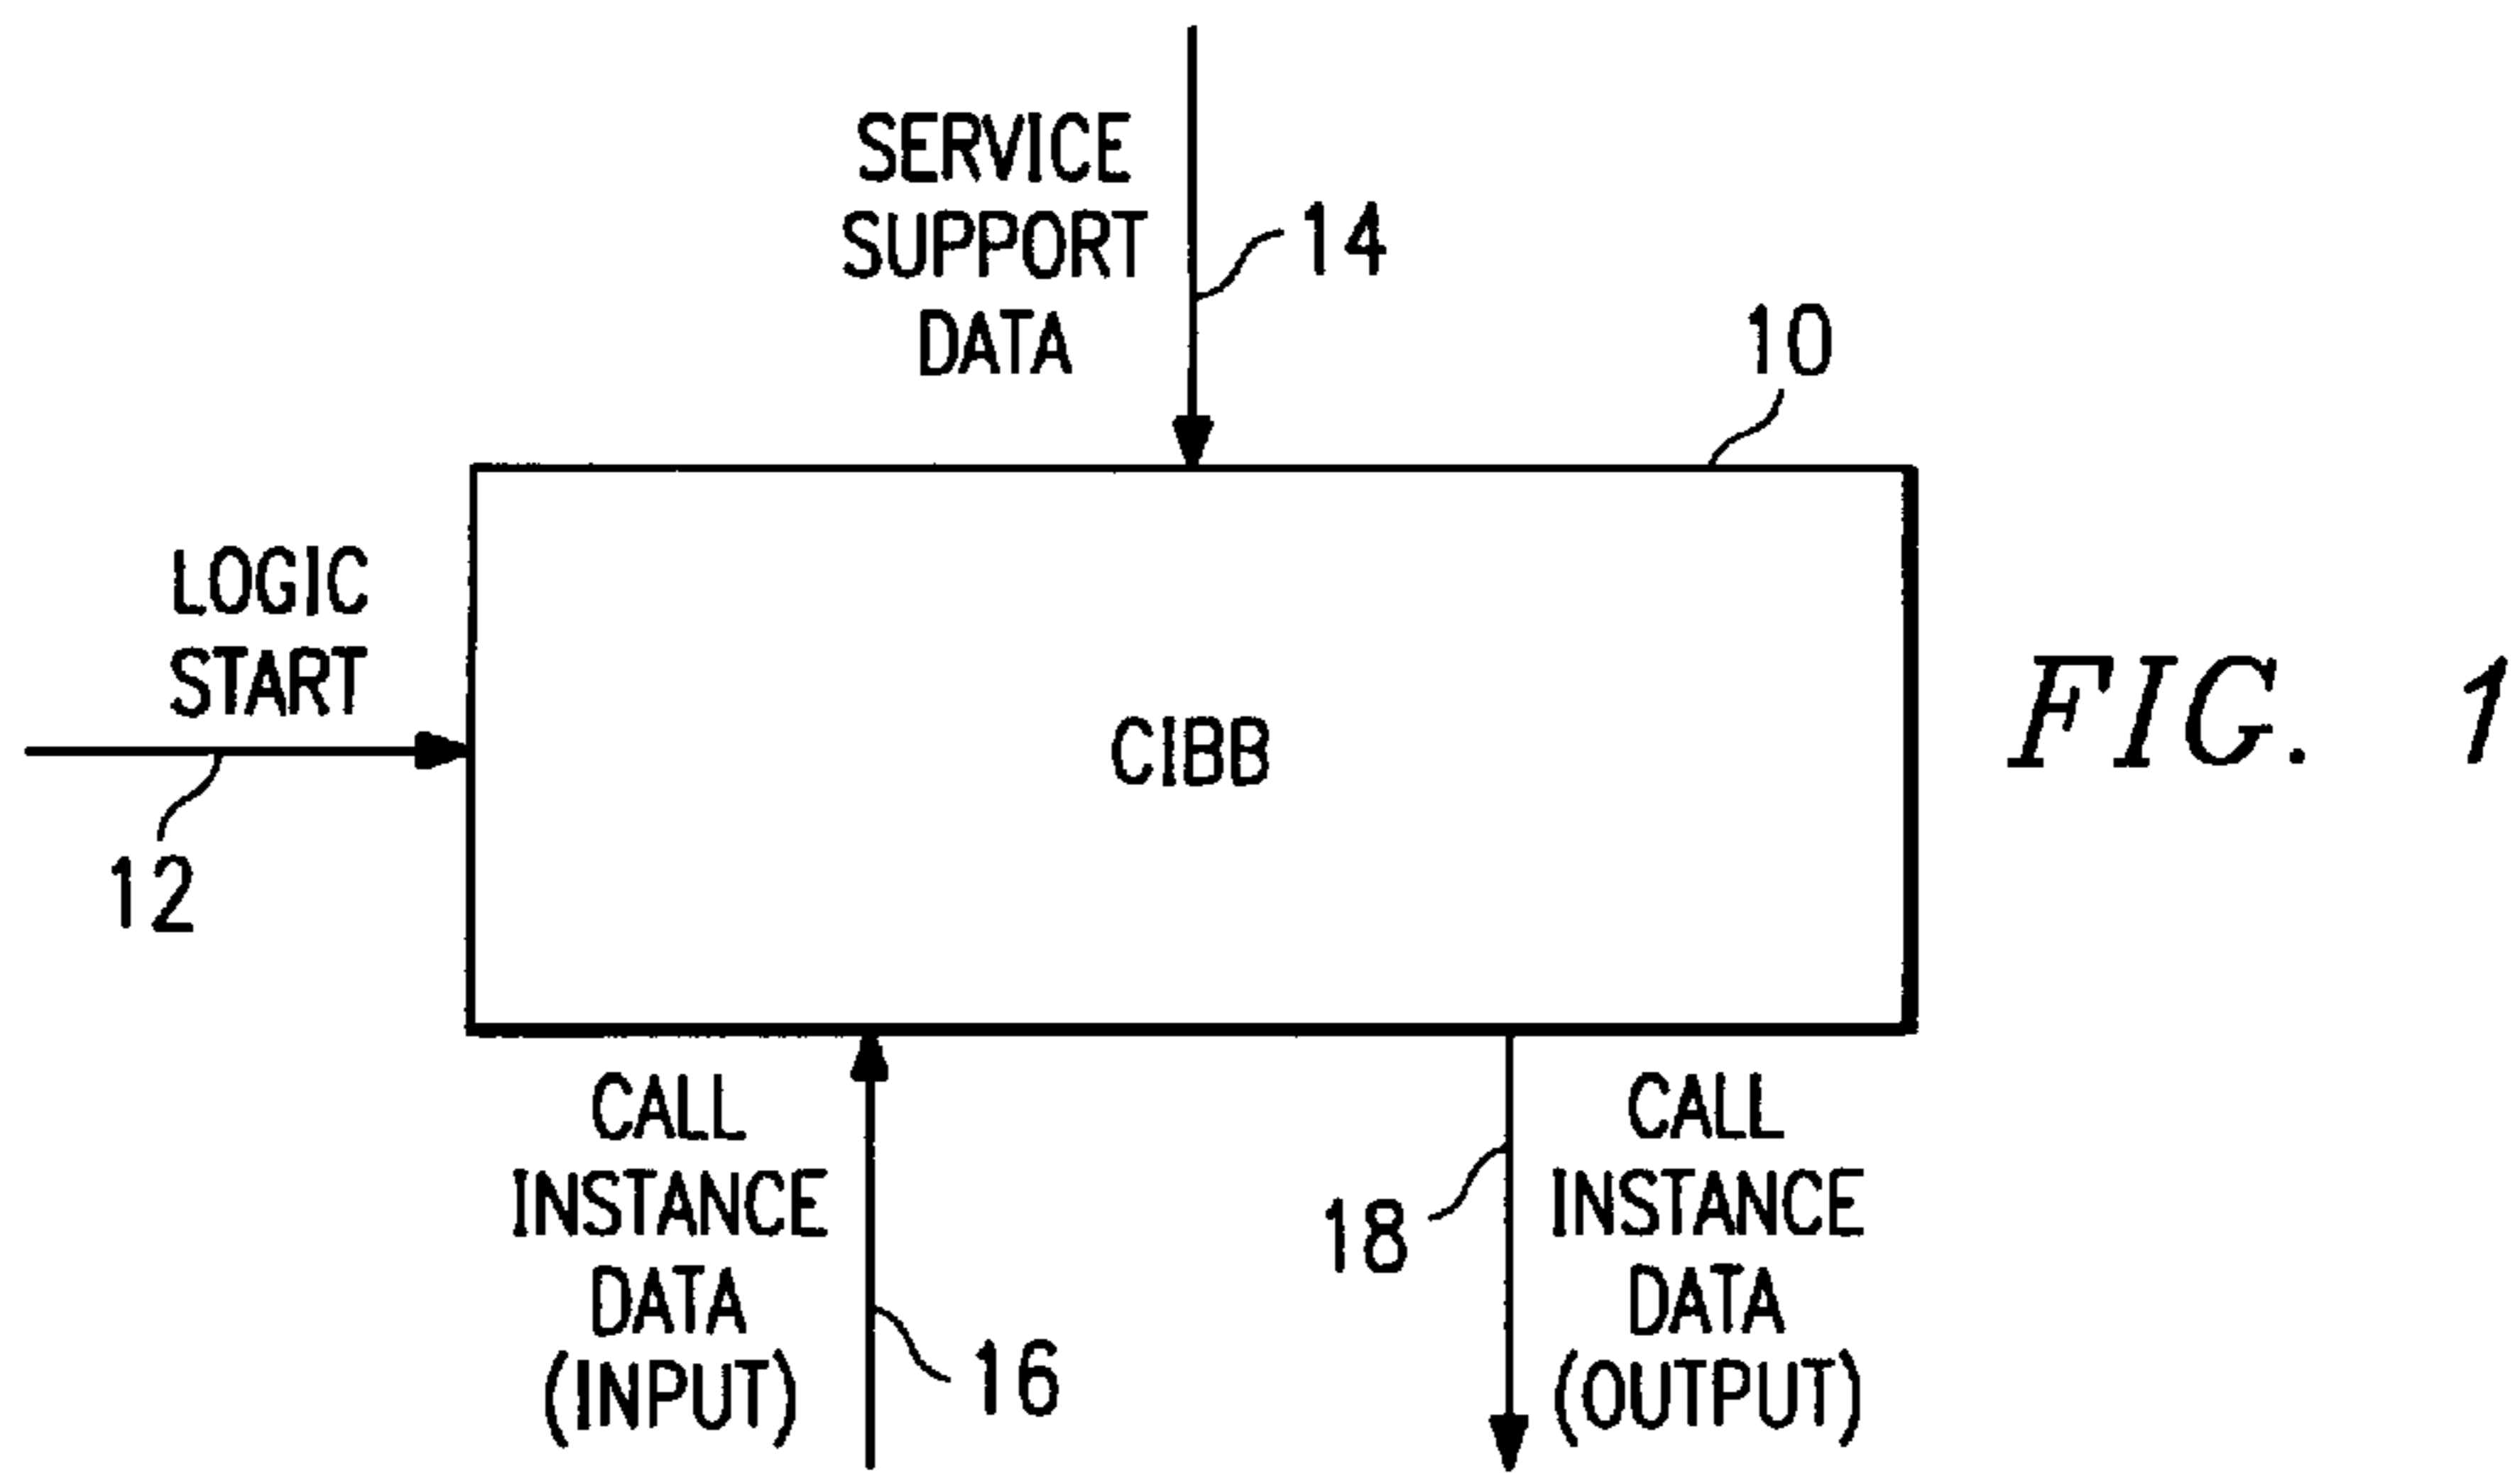 SERVICE
SUPPORT
DATA
14
10
LOGIC
START
12
CIBB
FIG. 1
CALL
INSTANCE
DATA
(INPUT)
16
18
CALL
INSTANCE
DATA
(OUTPUT)